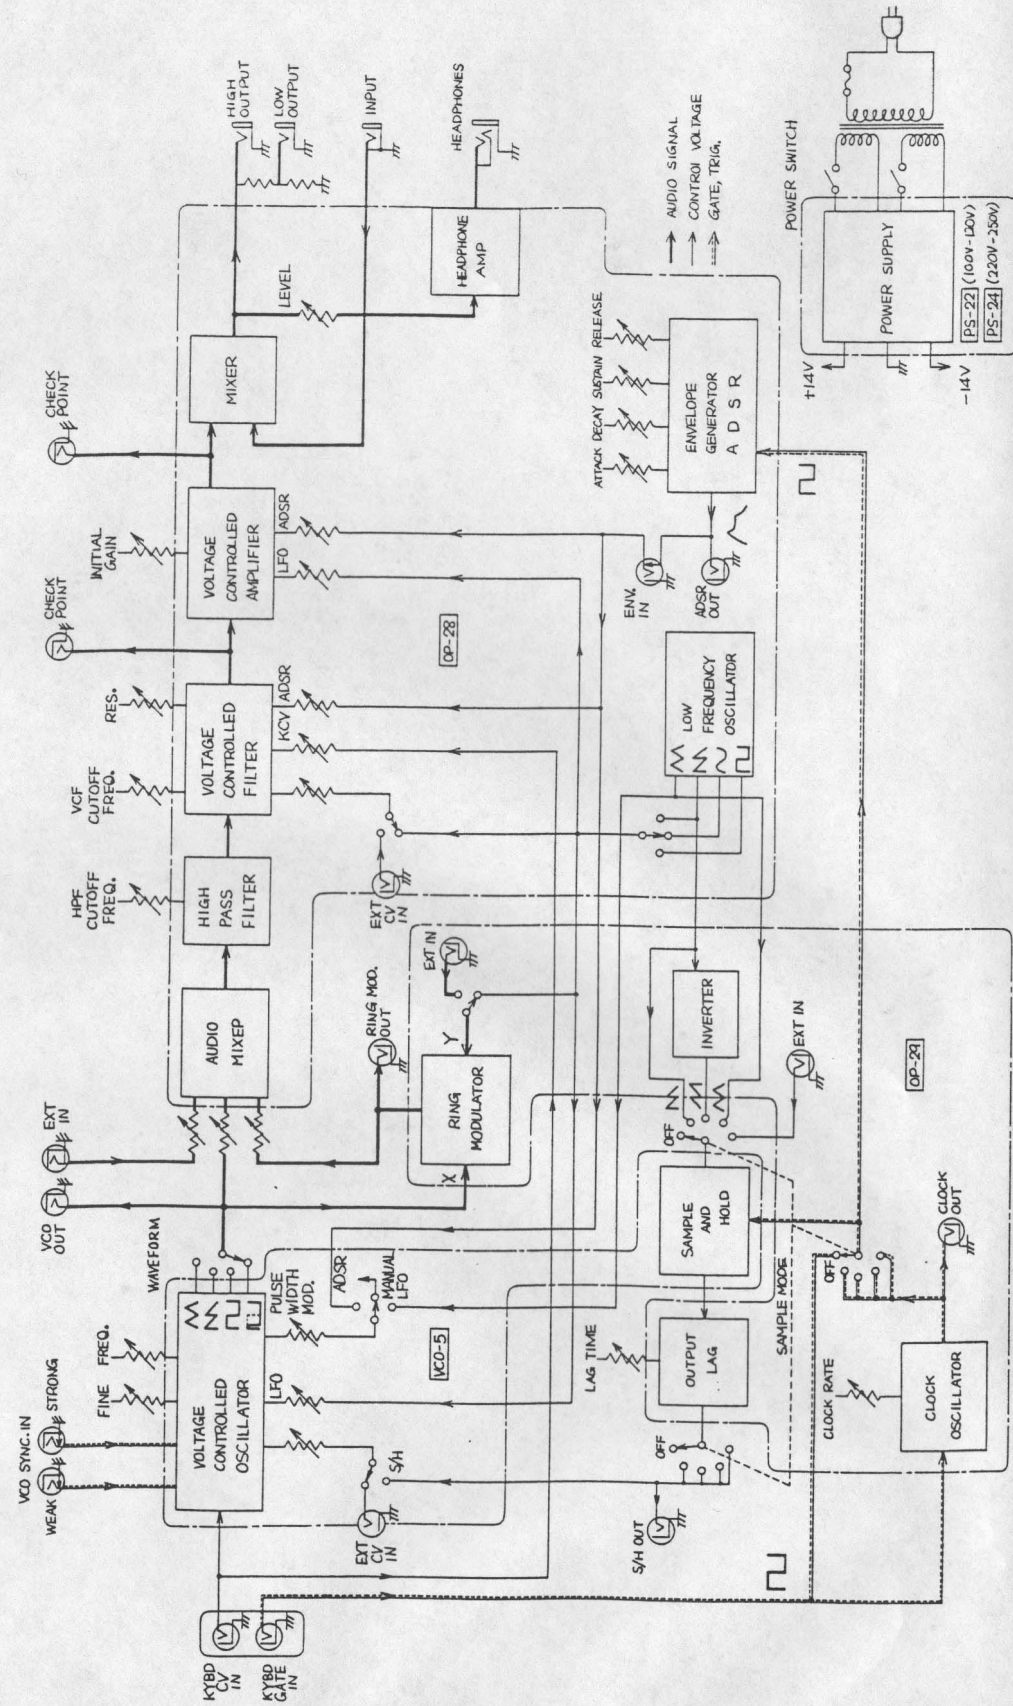 KYBD
CV
IN
KYBD
GATE
IN
VCO SYNC. IN
WEAK
STRONG
FINE
FREQ.
VOLTAGE
CONTROLLED
OSCILLATOR
WAVEFORM
LFO
PULSE
WIDTH
MOD.
ADSR
MANUAL
LFO
EXT
CV
IN
S/H
VCO-5
VCO
OUT
EXT
IN
AUDIO
MIXER
HPF
CUTOFF
FREQ.
HIGH
PASS
FILTER
VCF
CUTOFF
FREQ.
RES.
VOLTAGE
CONTROLLED
FILTER
KCV
ADSR
EXT
CV
IN
CHECK
POINT
INITIAL
GAIN
VOLTAGE
CONTROLLED
AMPLIFIER
LFO
ADSR
OP-28
CHECK
POINT
MIXER
LEVEL
HIGH
OUTPUT
LOW
OUTPUT
INPUT
HEADPHONES
HEADPHONE
AMP
RING MOD.
OUT
EXT IN
X
Y
RING
MODULATOR
AUDIO SIGNAL
CONTROL VOLTAGE
GATE, TRIG.
ATTACK
DECAY
SUSTAIN
RELEASE
ENVELOPE
GENERATOR
A D S R
ENV.
IN
ADSR
OUT
LOW
FREQUENCY
OSCILLATOR
INVERTER
EXT IN
OFF
SAMPLE
AND
HOLD
LAG TIME
OUTPUT
LAG
OFF
S/H OUT
SAMPLE MODE
OFF
CLOCK RATE
CLOCK
OSCILLATOR
CLOCK
OUT
OP-29
POWER SWITCH
+14V
-14V
POWER SUPPLY
PS-22 (100V-120V)
PS-24 (220V-250V)